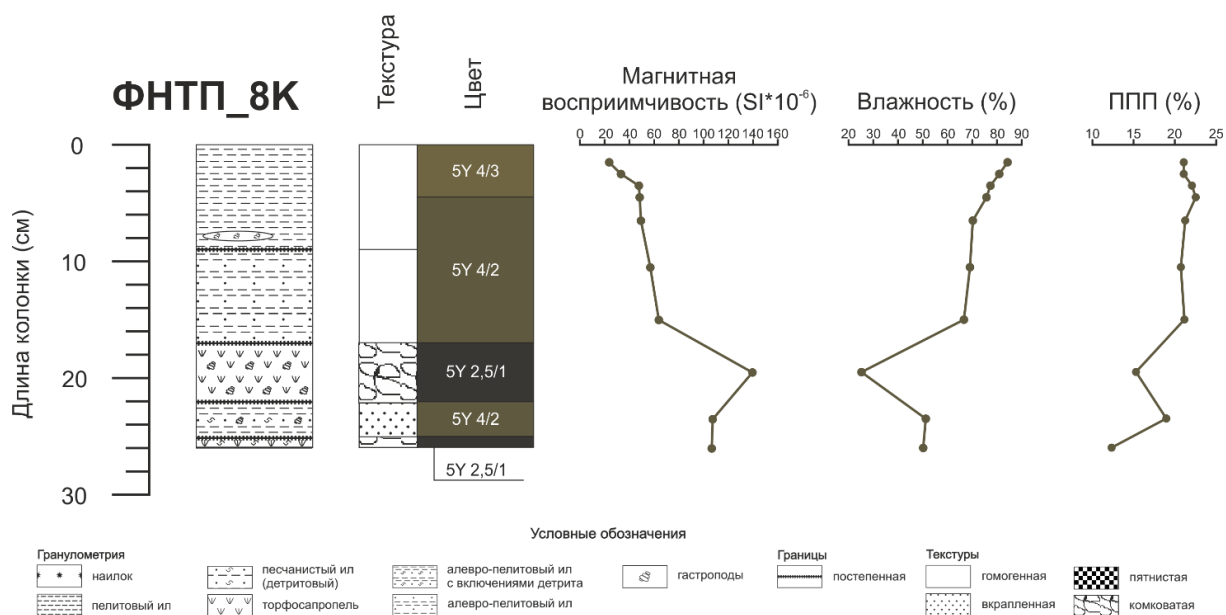 ФНТП_8К
Текстура
Цвет
Магнитная
восприимчивость (SI*10⁻⁶)
Влажность (%)
ППП (%)
0 20 40 60 80 100 120 140 160
20 30 40 50 60 70 80 90
10 15 20 25
Длина колонки (см)
0
10
20
30
5Y 4/3
5Y 4/2
5Y 2,5/1
5Y 4/2
5Y 2,5/1
Условные обозначения
Гранулометрия
наилок
пелитовый ил
песчанистый ил
(детритовый)
торфосапропель
алевро-пелитовый ил
с включениями детрита
алевро-пелитовый ил
гастроподы
Границы
постепенная
Текстуры
гомогенная
вкрапленная
пятнистая
комковатая